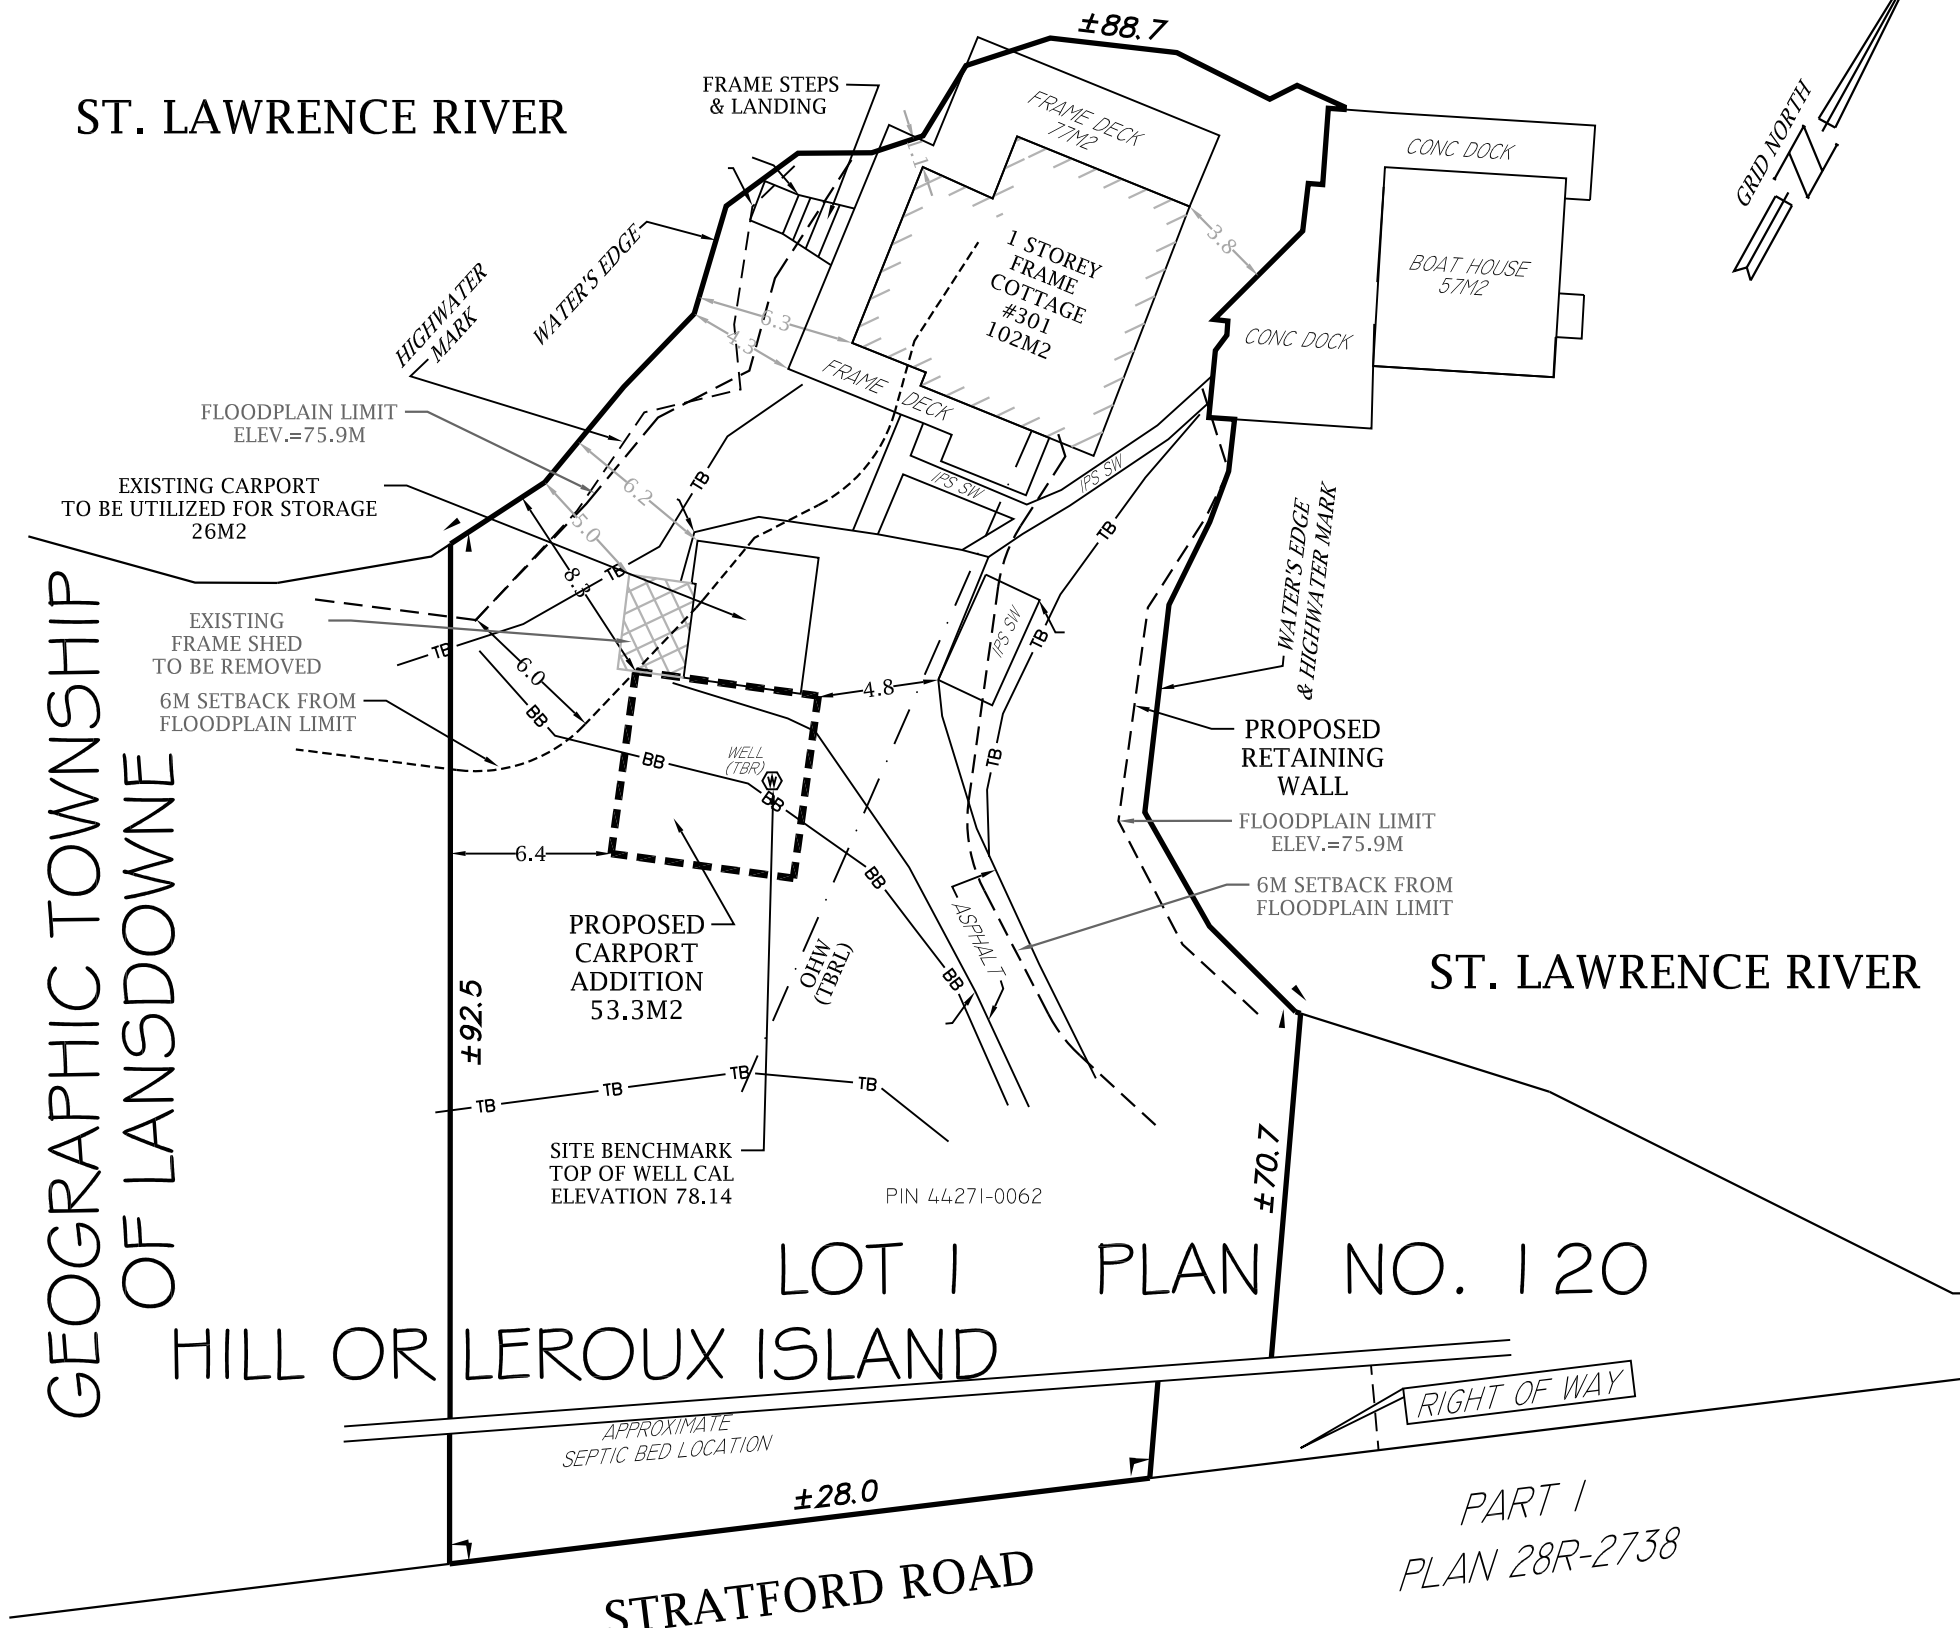 ±88.7
ST. LAWRENCE RIVER
FRAME STEPS
& LANDING
FRAME DECK
77M2
1.1
CONC DOCK
GRID NORTH
HIGHWATER
MARK
WATER'S EDGE
6.3
4.3
1 STOREY
FRAME
COTTAGE
#301
102M2
3.8
BOAT HOUSE
57M2
CONC DOCK
FRAME DECK
FLOODPLAIN LIMIT
ELEV.=75.9M
EXISTING CARPORT
TO BE UTILIZED FOR STORAGE
26M2
6.2
5.0
8.3
TB
IPS SW
IPS SW
TB
TB
WATER'S EDGE
& HIGHWATER MARK
EXISTING
FRAME SHED
TO BE REMOVED
TB
6.0
IPS SW
TB
6M SETBACK FROM
FLOODPLAIN LIMIT
4.8
BB
BB
WELL
(TBR)
W
BB
TB
PROPOSED
RETAINING
WALL
FLOODPLAIN LIMIT
ELEV.=75.9M
6.4
BB
6M SETBACK FROM
FLOODPLAIN LIMIT
PROPOSED
CARPORT
ADDITION
53.3M2
OHW
(TBRL)
ASPHALT
BB
ST. LAWRENCE RIVER
GEOGRAPHIC TOWNSHIP
OF LANSDOWNE
±92.5
TB
TB
TB
TB
SITE BENCHMARK
TOP OF WELL CAL
ELEVATION 78.14
PIN 44271-0062
±70.7
LOT 1 PLAN NO. 120
HILL OR LEROUX ISLAND
RIGHT OF WAY
APPROXIMATE
SEPTIC BED LOCATION
±28.0
PART 1
PLAN 28R-2738
STRATFORD ROAD